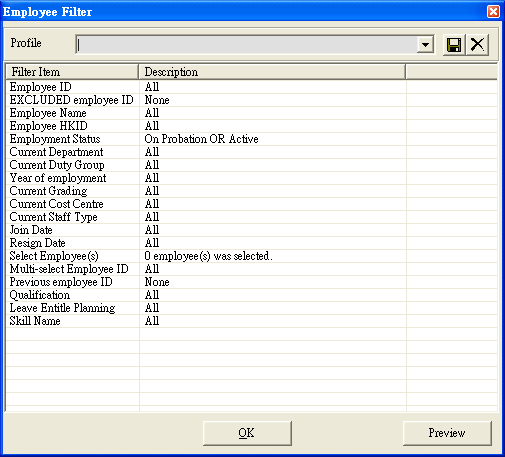 Employee Filter
Profile
Filter Item Description
Employee ID All
EXCLUDED employee ID None
Employee Name All
Employee HKID All
Employment Status On Probation OR Active
Current Department All
Current Duty Group All
Year of employment All
Current Grading All
Current Cost Centre All
Current Staff Type All
Join Date All
Resign Date All
Select Employee(s) 0 employee(s) was selected.
Multi-select Employee ID All
Previous employee ID None
Qualification All
Leave Entitle Planning All
Skill Name All
OK Preview